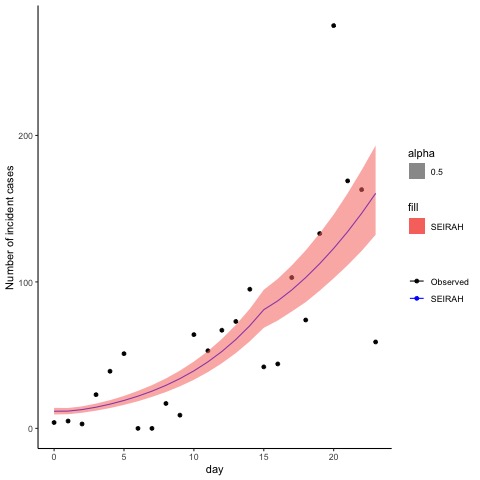 Number of incident cases
200
100
0
0
5
10
15
20
day
alpha
0.5
fill
SEIRAH
Observed
SEIRAH